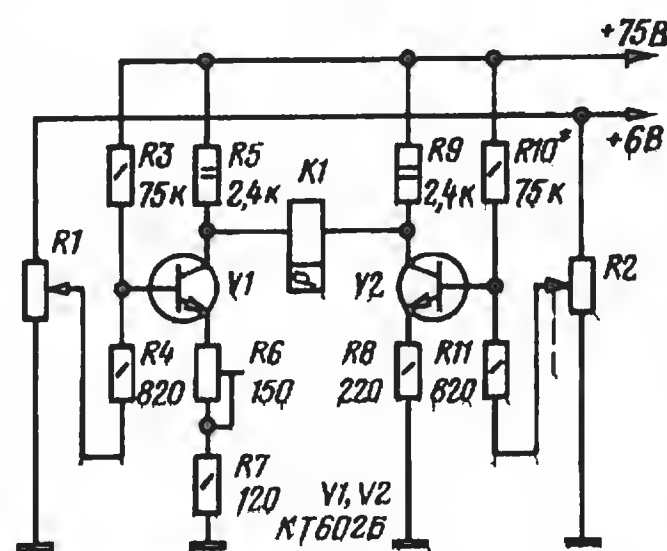 +75В
+6В
R3
75к
R5
2,4к
K1
R9
2,4к
R10*
75к
R1
V1
V2
R2
R4
820
R6
150
R8
220
R11
820
R7
120
V1, V2
КТ602Б